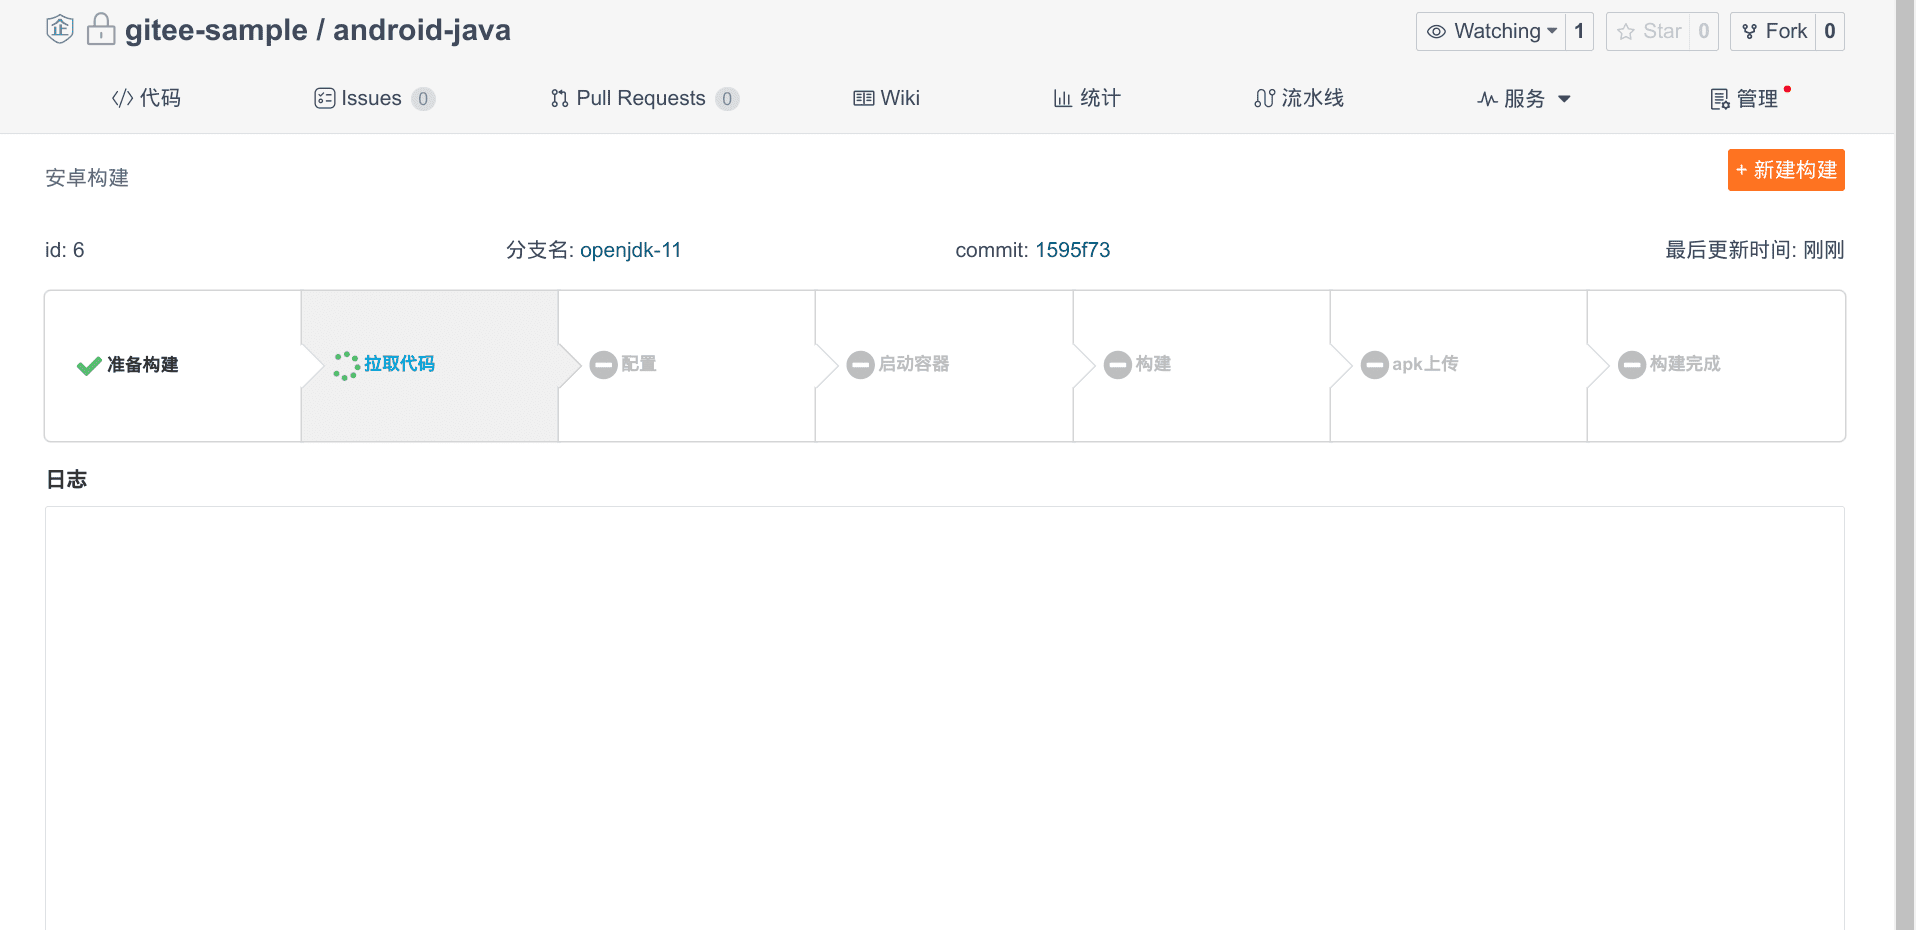 企 gitee-sample / android-java Watching 1 Star 0 Fork 0
</> 代码 Issues 0 Pull Requests 0 Wiki 统计 流水线 服务 管理
安卓构建 + 新建构建
id: 6 分支名: openjdk-11 commit: 1595f73 最后更新时间: 刚刚
准备构建 拉取代码 配置 启动容器 构建 apk上传 构建完成
日志